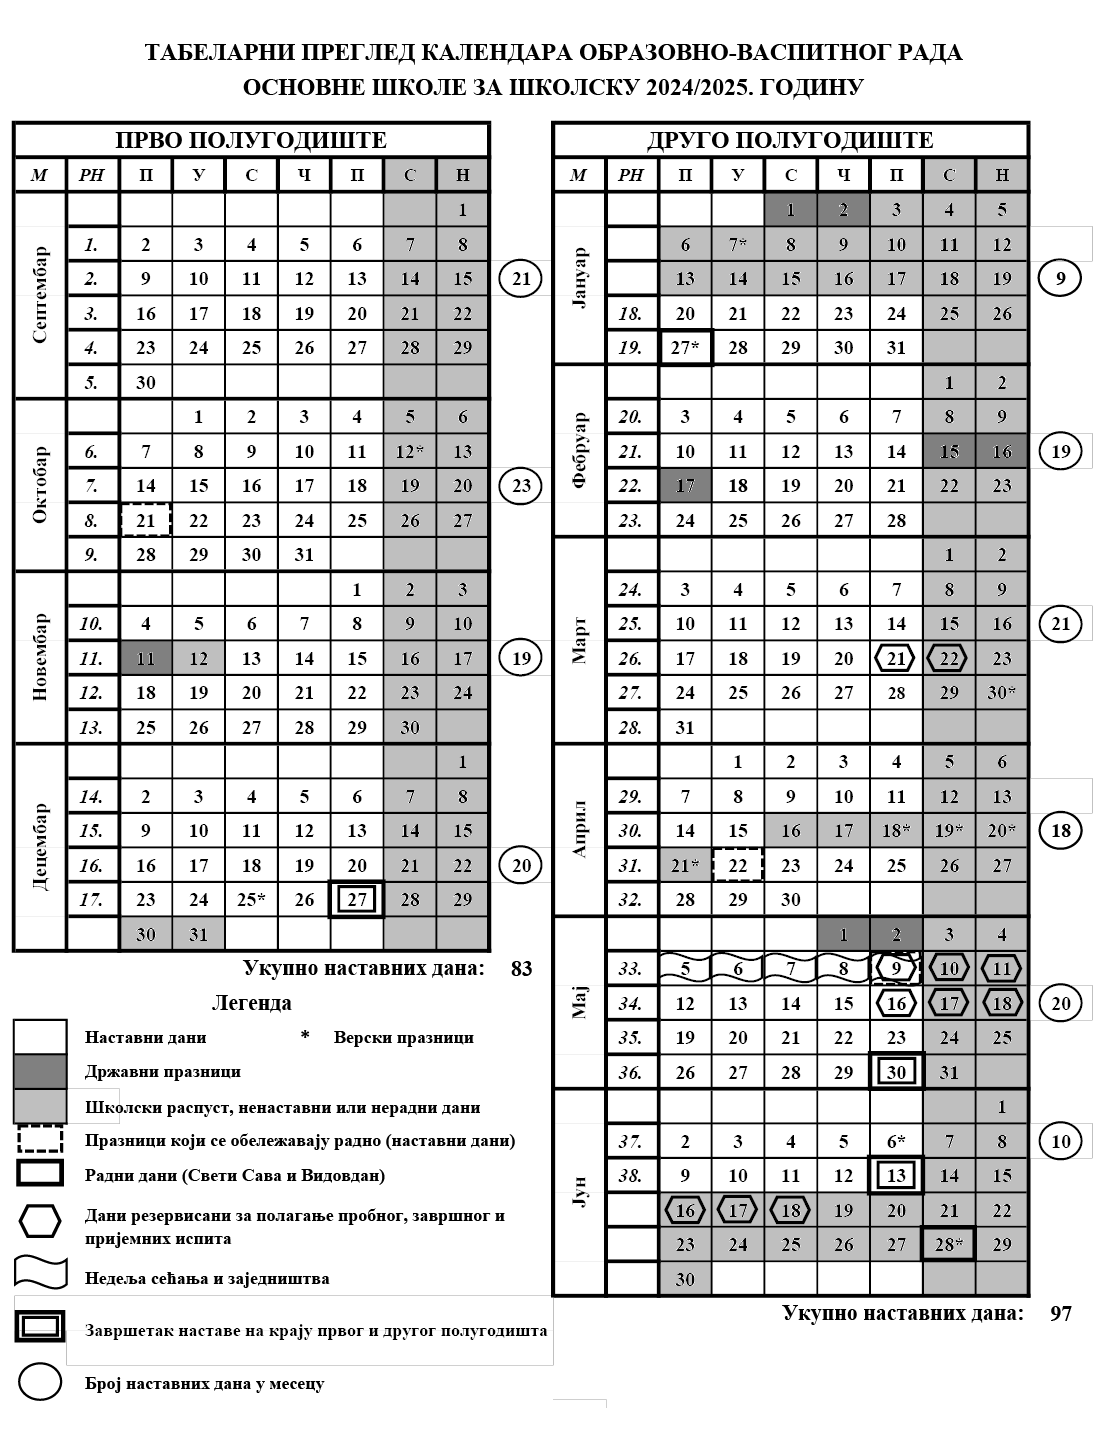 ТАБЕЛАРНИ ПРЕГЛЕД КАЛЕНДАРА ОБРАЗОВНО-ВАСПИТНОГ РАДА
ОСНОВНЕ ШКОЛЕ ЗА ШКОЛСКУ 2024/2025. ГОДИНУ
ПРВО ПОЛУГОДИШТЕ
М РН П У С Ч П С Н
Септембар
1
1. 2 3 4 5 6 7 8
2. 9 10 11 12 13 14 15 21
3. 16 17 18 19 20 21 22
4. 23 24 25 26 27 28 29
5. 30
Октобар
1 2 3 4 5 6
6. 7 8 9 10 11 12* 13
7. 14 15 16 17 18 19 20 23
8. 21 22 23 24 25 26 27
9. 28 29 30 31
Новембар
1 2 3
10. 4 5 6 7 8 9 10
11. 11 12 13 14 15 16 17 19
12. 18 19 20 21 22 23 24
13. 25 26 27 28 29 30
Децембар
1
14. 2 3 4 5 6 7 8
15. 9 10 11 12 13 14 15
16. 16 17 18 19 20 21 22 20
17. 23 24 25* 26 27 28 29
30 31
Укупно наставних дана: 83
Легенда
Наставни дани * Верски празници
Државни празници
Школски распуст, ненаставни или нерадни дани
Празници који се обележавају радно (наставни дани)
Радни дани (Свети Сава и Видовдан)
Дани резервисани за полагање пробног, завршног и
пријемних испита
Недеља сећања и заједништва
Завршетак наставе на крају првог и другог полугодишта
Број наставних дана у месецу
ДРУГО ПОЛУГОДИШТЕ
М РН П У С Ч П С Н
Јануар
1 2 3 4 5
6 7* 8 9 10 11 12
13 14 15 16 17 18 19 9
18. 20 21 22 23 24 25 26
19. 27* 28 29 30 31
Фебруар
1 2
20. 3 4 5 6 7 8 9
21. 10 11 12 13 14 15 16 19
22. 17 18 19 20 21 22 23
23. 24 25 26 27 28
Март
1 2
24. 3 4 5 6 7 8 9
25. 10 11 12 13 14 15 16 21
26. 17 18 19 20 21 22 23
27. 24 25 26 27 28 29 30*
28. 31
Април
1 2 3 4 5 6
29. 7 8 9 10 11 12 13
30. 14 15 16 17 18* 19* 20* 18
31. 21* 22 23 24 25 26 27
32. 28 29 30
Мај
1 2 3 4
33. 5 6 7 8 9 10 11
34. 12 13 14 15 16 17 18 20
35. 19 20 21 22 23 24 25
36. 26 27 28 29 30 31
Јун
1
37. 2 3 4 5 6* 7 8 10
38. 9 10 11 12 13 14 15
16 17 18 19 20 21 22
23 24 25 26 27 28* 29
30
Укупно наставних дана: 97